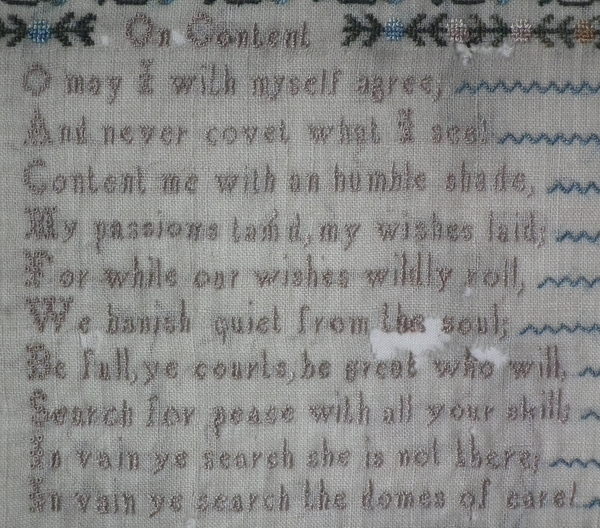 On Content
O may I with myself agree,
And never covet what I see!
Content me with an humble shade,
My passions tam'd, my wishes laid;
For while our wishes wildly roll,
We banish quiet from the soul;
Be full, ye courts, be great who will,
Search for peace with all your skill:
In vain ye search she is not there;
In vain ye search the domes of care!